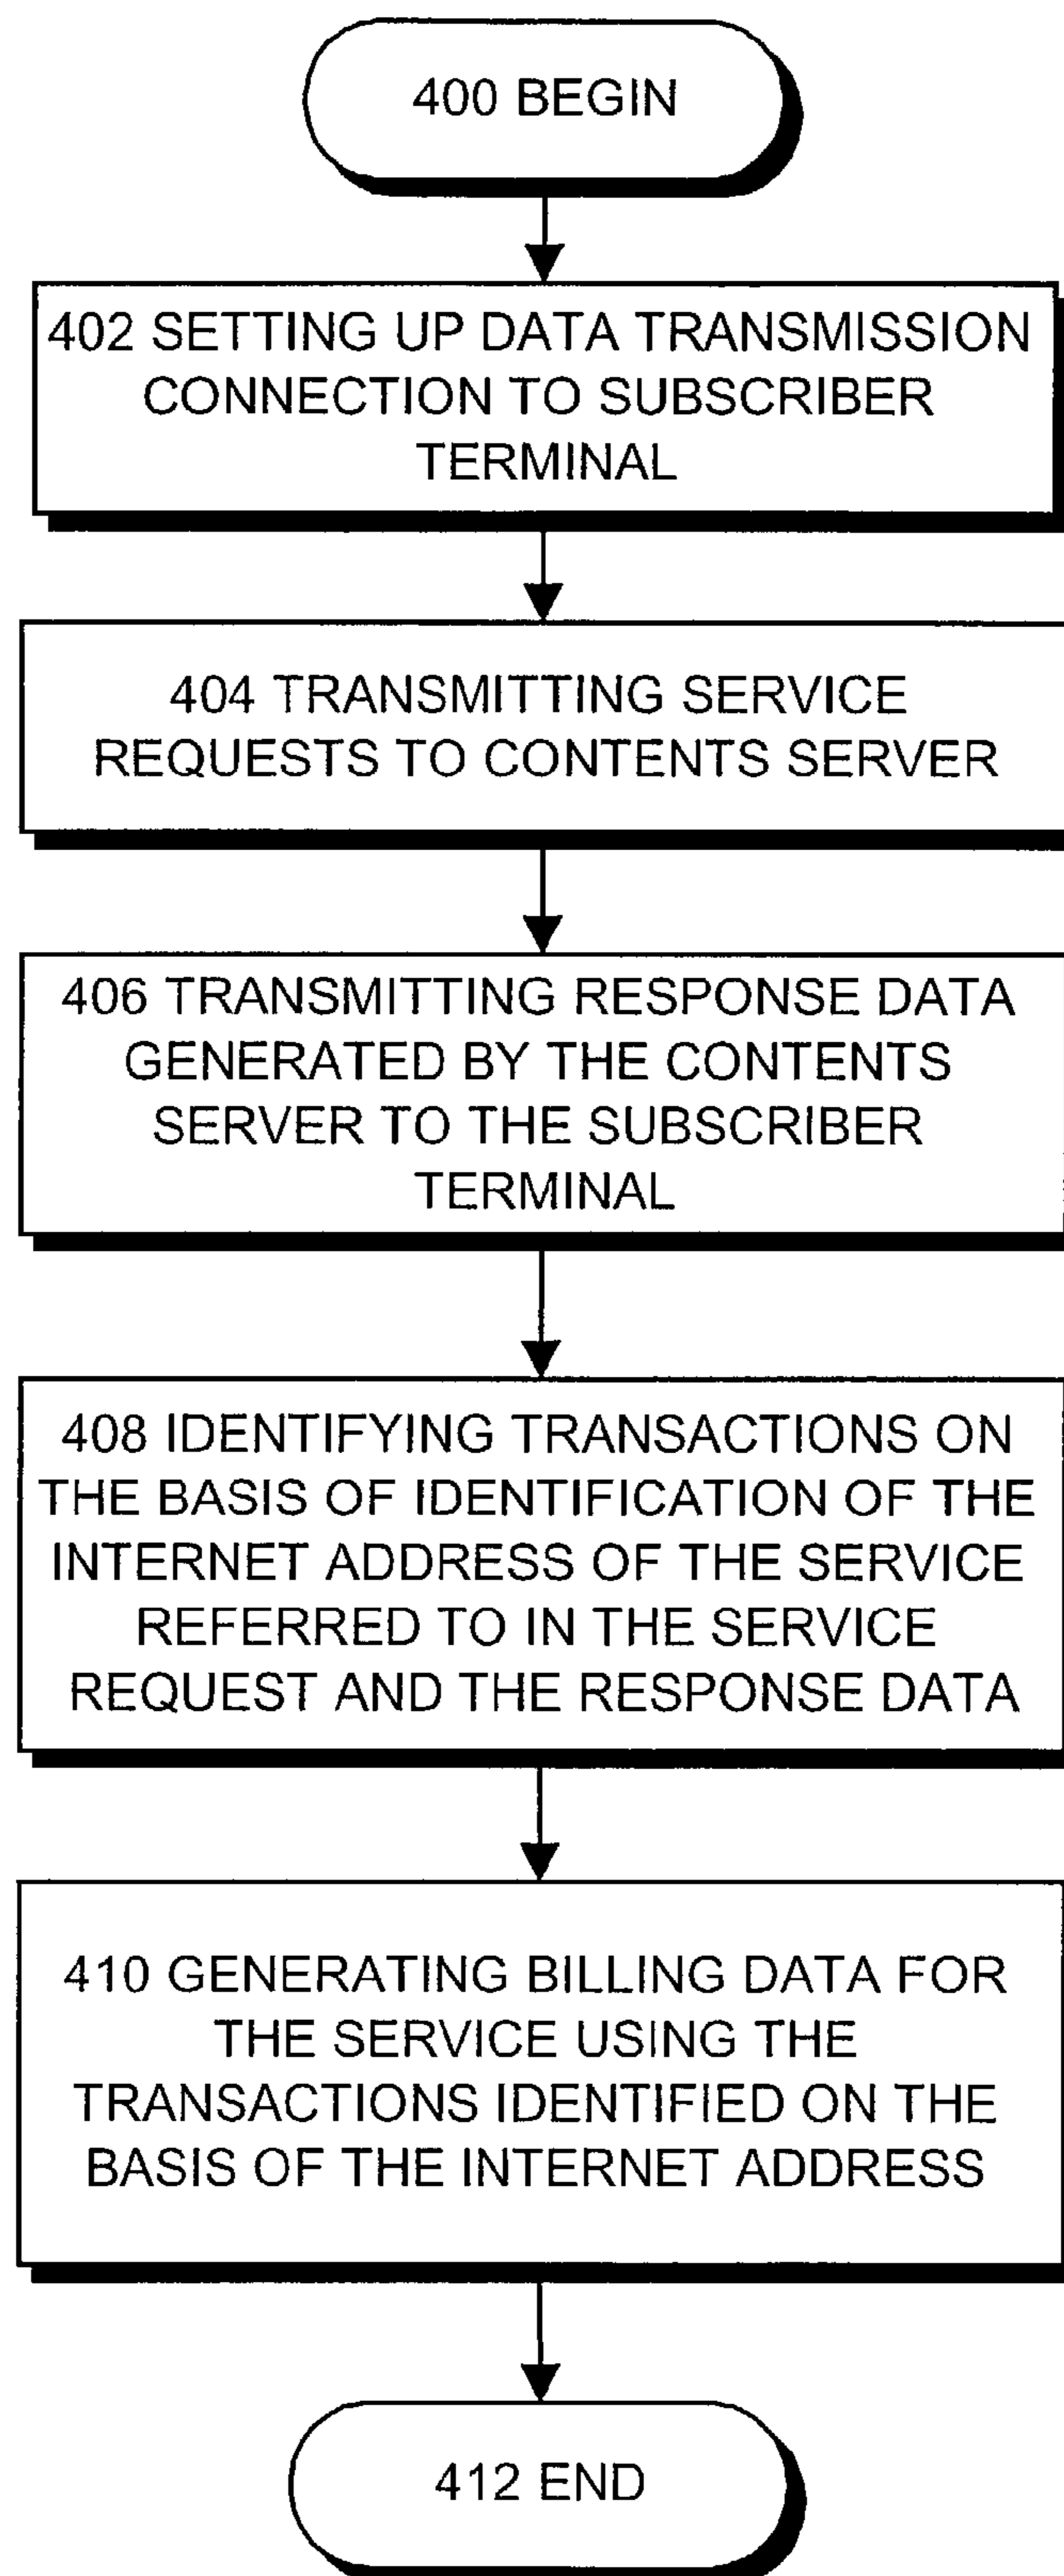 400 BEGIN
402 SETTING UP DATA TRANSMISSION
CONNECTION TO SUBSCRIBER
TERMINAL
404 TRANSMITTING SERVICE
REQUESTS TO CONTENTS SERVER
406 TRANSMITTING RESPONSE DATA
GENERATED BY THE CONTENTS
SERVER TO THE SUBSCRIBER
TERMINAL
408 IDENTIFYING TRANSACTIONS ON
THE BASIS OF IDENTIFICATION OF THE
INTERNET ADDRESS OF THE SERVICE
REFERRED TO IN THE SERVICE
REQUEST AND THE RESPONSE DATA
410 GENERATING BILLING DATA FOR
THE SERVICE USING THE
TRANSACTIONS IDENTIFIED ON THE
BASIS OF THE INTERNET ADDRESS
412 END